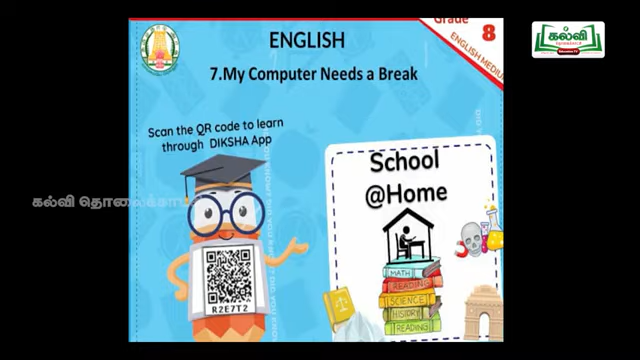 Grade
8
ENGLISH MEDIUM
கல்வி
ENGLISH
7.My Computer Needs a Break
Scan the QR code to learn
through DIKSHA App
கல்வி தொலைக்கா
School
@Home
MATH
READING
SCIENCE
HISTORY
READING
R2E7T2